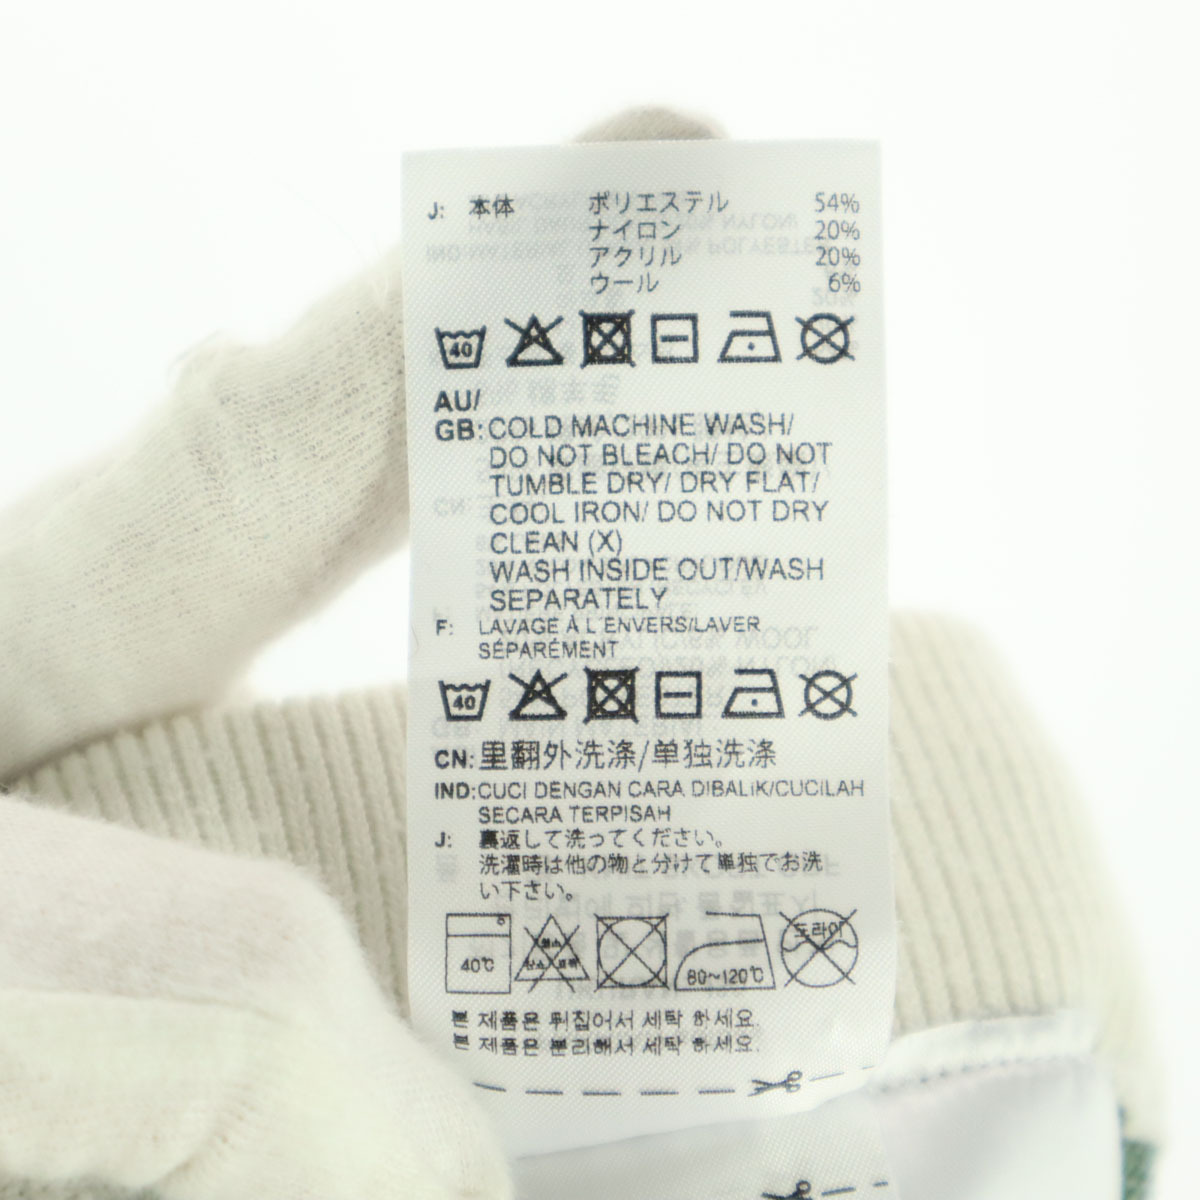 J: 本体 ポリエステル 54%
ナイロン 20%
アクリル 20%
ウール 6%
40
AU/
GB: COLD MACHINE WASH/
DO NOT BLEACH/ DO NOT
TUMBLE DRY/ DRY FLAT/
COOL IRON/ DO NOT DRY
CLEAN (X)
WASH INSIDE OUT/WASH
SEPARATELY
F: LAVAGE À L'ENVERS/LAVER
SÉPARÉMENT
40
CN: 里翻外洗涤/单独洗涤
IND: CUCI DENGAN CARA DIBALIK/CUCILAH
SECARA TERPISAH
J: 裏返して洗ってください。
洗濯時は他の物と分けて単独でお洗
い下さい。
40℃ 80~120℃ 드라이
제품은 뒤집어서 세탁 하세요.
제품은 분리해서 세탁 하세요.